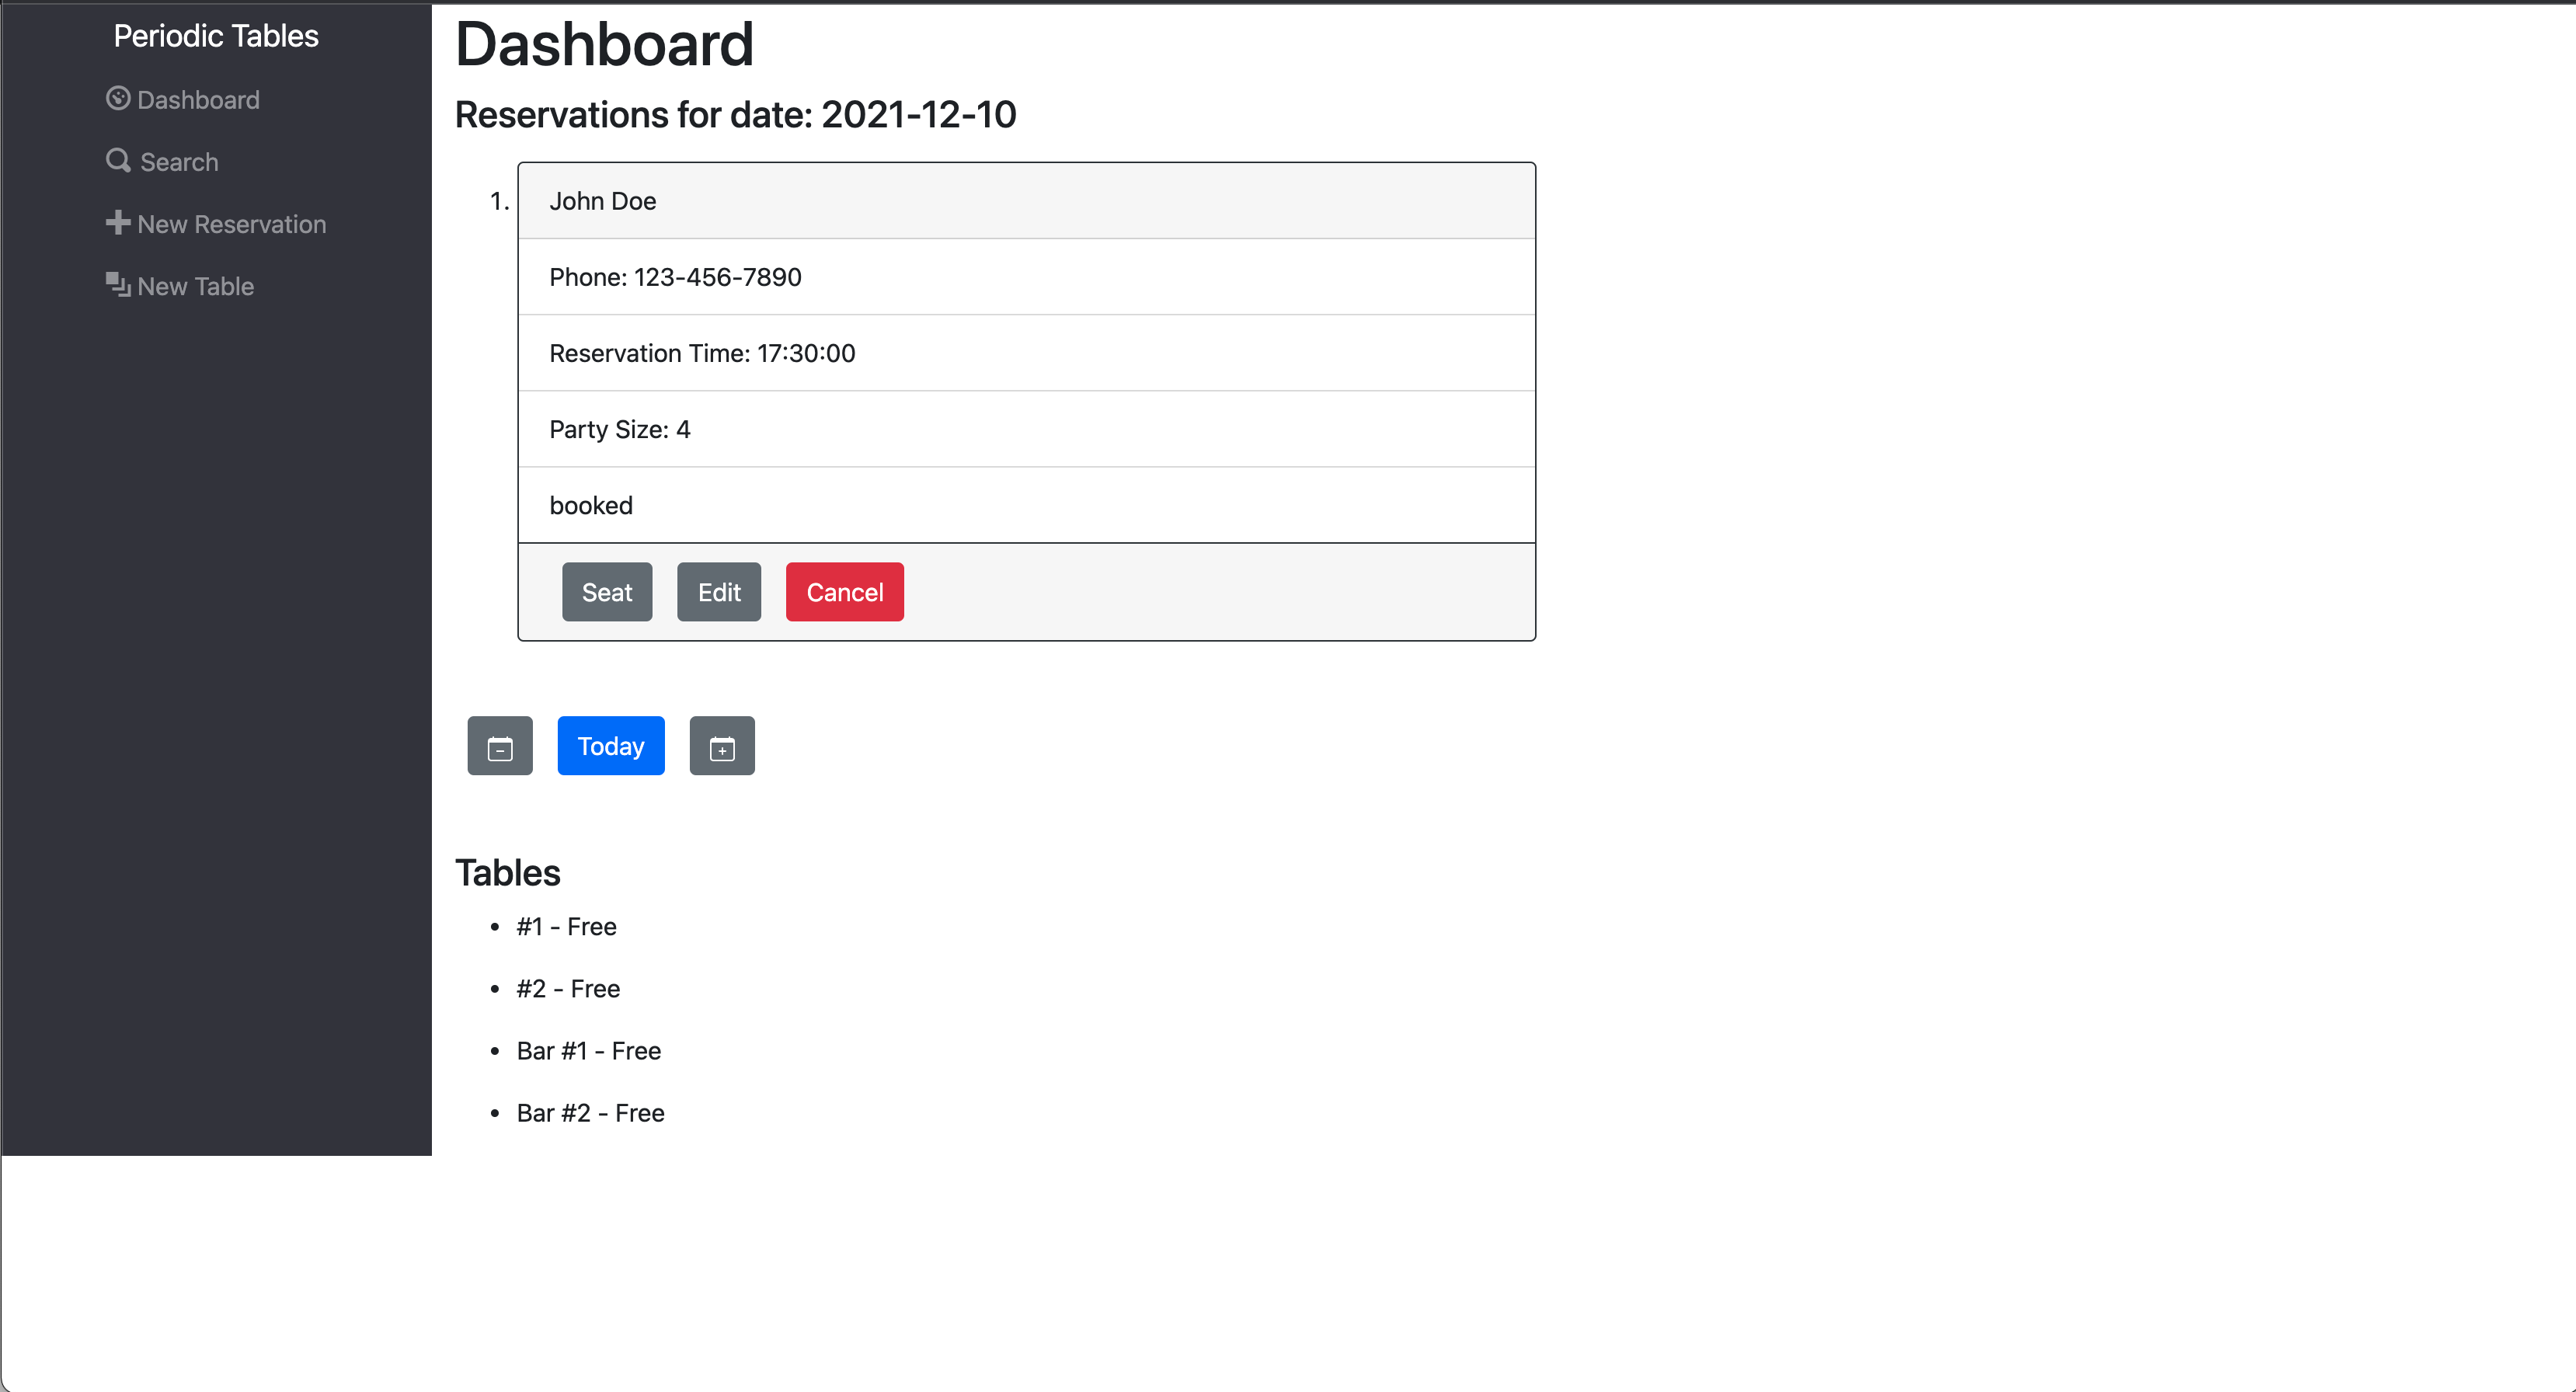 Periodic Tables
Dashboard
Search
New Reservation
New Table
Dashboard
Reservations for date: 2021-12-10
1. John Doe
Phone: 123-456-7890
Reservation Time: 17:30:00
Party Size: 4
booked
Seat Edit Cancel
Today
Tables
• #1 - Free
• #2 - Free
• Bar #1 - Free
• Bar #2 - Free